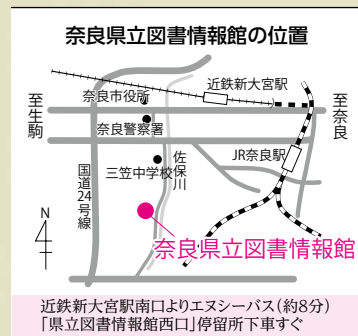 奈良県立図書情報館の位置
近鉄新大宮駅
奈良市役所
至生駒
至奈良
奈良警察署
JR奈良駅
三笠中学校
佐保川
国道24号線
N
奈良県立図書情報館
近鉄新大宮駅南口よりエヌシーバス(約8分)
「県立図書情報館西口」停留所下車すぐ